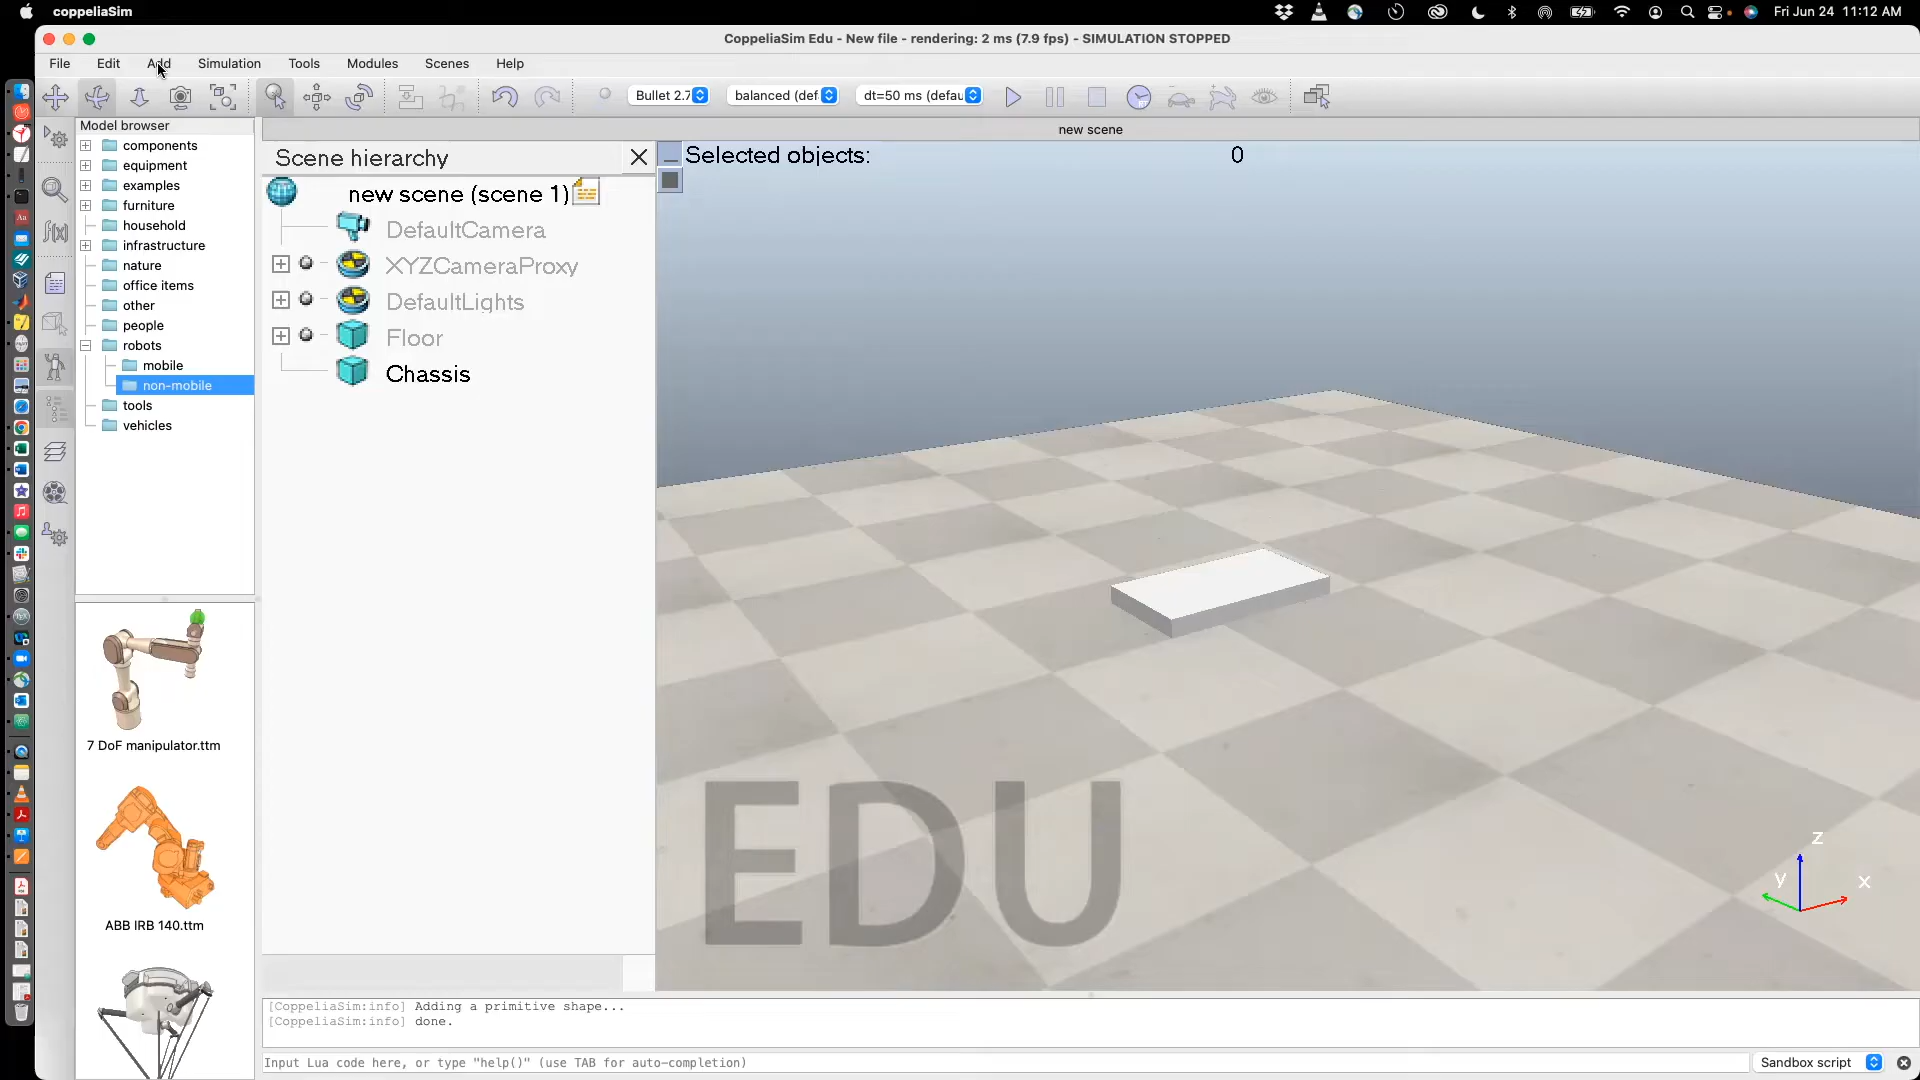 coppeliaSim
Fri Jun 24 11:12 AM
CoppeliaSim Edu - New file - rendering: 2 ms (7.9 fps) - SIMULATION STOPPED
File Edit Add Simulation Tools Modules Scenes Help
Bullet 2.7 balanced (def dt=50 ms (defau
Model browser
components
equipment
examples
furniture
household
infrastructure
nature
office items
other
people
robots
mobile
non-mobile
tools
vehicles
7 DoF manipulator.ttm
ABB IRB 140.ttm
new scene
Scene hierarchy
new scene (scene 1)
DefaultCamera
XYZCameraProxy
DefaultLights
Floor
Chassis
Selected objects: 0
EDU
z
y
x
[CoppeliaSim:info] Adding a primitive shape...
[CoppeliaSim:info] done.
Input Lua code here, or type "help()" (use TAB for auto-completion)
Sandbox script